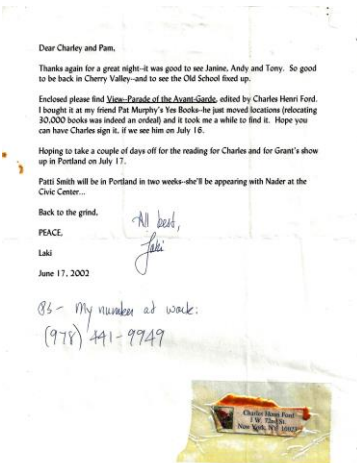 Dear Charley and Pam,
Thanks again for a great night--it was good to see Janine, Andy and Tony. So good
to be back in Cherry Valley--and to see the Old School fixed up.
Enclosed please find View--Parade of the Avant-Garde, edited by Charles Henri Ford.
I bought it at my friend Pat Murphy's Yes Books--he just moved locations (relocating
30,000 books was indeed an ordeal) and it took me a while to find it. Hope you
can have Charles sign it, if we see him on July 16.
Hoping to take a couple of days off for the reading for Charles and for Grant's show
up in Portland on July 17.
Patti Smith will be in Portland in two weeks--she'll be appearing with Nader at the
Civic Center...
Back to the grind,
All best,
PEACE,
Laki
Laki
June 17, 2002
PS - My number at work:
(978) 441-9949
Charles Henri Ford
1 W. 72nd St.
New York, NY 10023